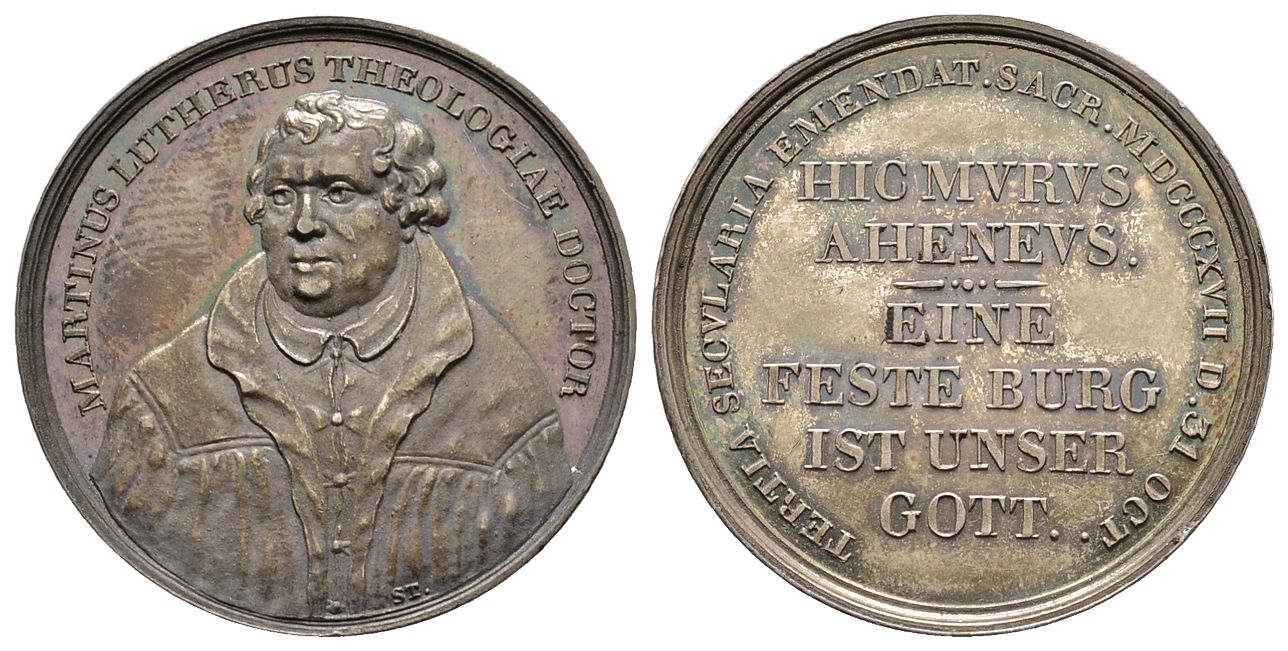 MARTINUS LUTHERUS THEOLOGIAE DOCTOR
ST.
TERTIA SECVLARIA EMENDAT. SACR. MDCCCXVII D. 31 OCT.
HIC MVRVS
AHENEVS.
EINE
FESTE BURG
IST UNSER
GOTT.